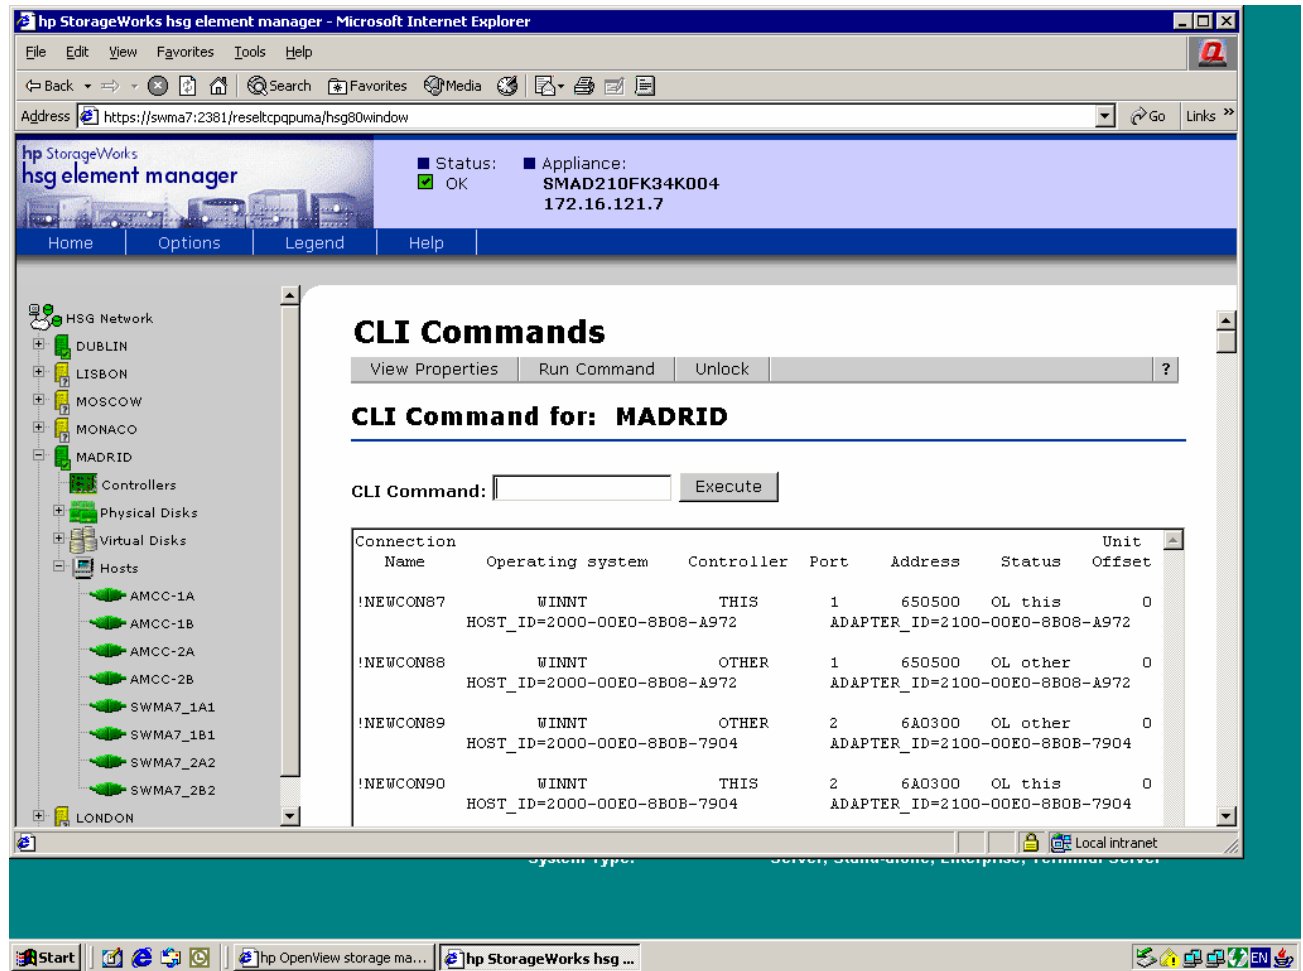 hp StorageWorks hsg element manager - Microsoft Internet Explorer
File Edit View Favorites Tools Help
Back Search Favorites Media
Address https://swma7:2381/reseltcpqpuma/hsg80window Go Links »
hp StorageWorks
hsg element manager
Status: Appliance:
OK SMAD210FK34K004
172.16.121.7
Home Options Legend Help
HSG Network
DUBLIN
LISBON
MOSCOW
MONACO
MADRID
Controllers
Physical Disks
Virtual Disks
Hosts
AMCC-1A
AMCC-1B
AMCC-2A
AMCC-2B
SWMA7_1A1
SWMA7_1B1
SWMA7_2A2
SWMA7_2B2
LONDON
CLI Commands
View Properties Run Command Unlock ?
CLI Command for: MADRID
CLI Command: Execute
Connection Unit
Name Operating system Controller Port Address Status Offset
!NEWCON87 WINNT THIS 1 650500 OL this 0
HOST_ID=2000-00E0-8B08-A972 ADAPTER_ID=2100-00E0-8B08-A972
!NEWCON88 WINNT OTHER 1 650500 OL other 0
HOST_ID=2000-00E0-8B08-A972 ADAPTER_ID=2100-00E0-8B08-A972
!NEWCON89 WINNT OTHER 2 6A0300 OL other 0
HOST_ID=2000-00E0-8B0B-7904 ADAPTER_ID=2100-00E0-8B0B-7904
!NEWCON90 WINNT THIS 2 6A0300 OL this 0
HOST_ID=2000-00E0-8B0B-7904 ADAPTER_ID=2100-00E0-8B0B-7904
Local intranet
System Type: Server, Stand-alone, Enterprise, Terminal Server
Start hp OpenView storage ma... hp StorageWorks hsg ... EN